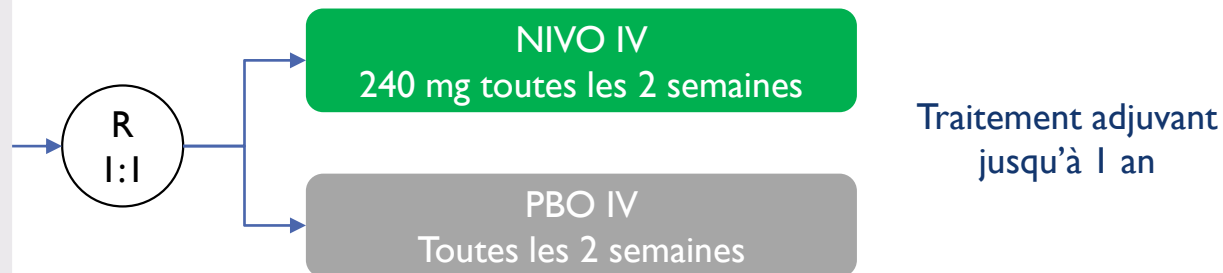 R
1:1
NIVO IV
240 mg toutes les 2 semaines
PBO IV
Toutes les 2 semaines
Traitement adjuvant
jusqu'à 1 an